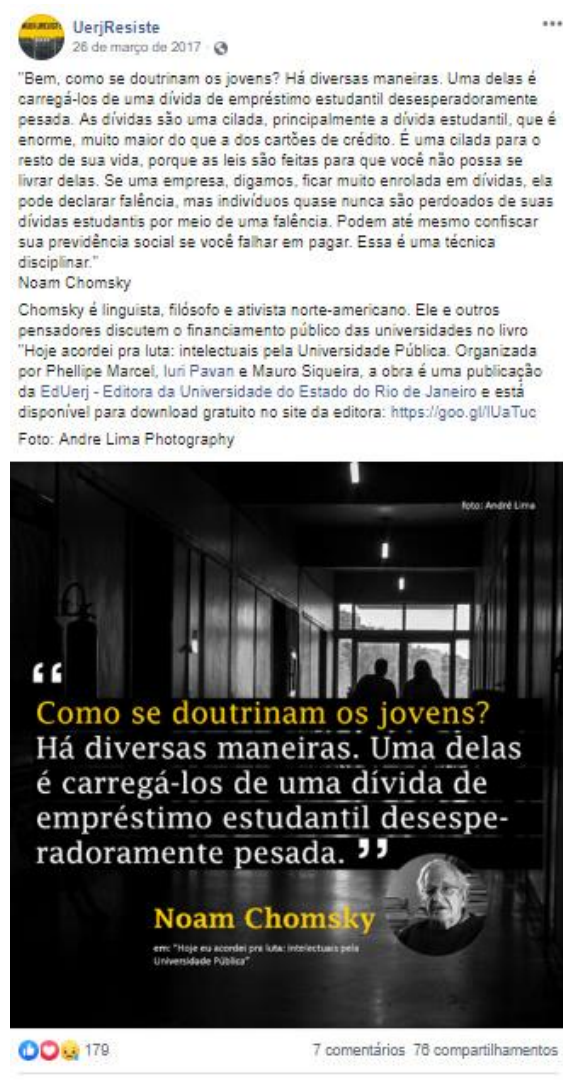 UerjResiste
26 de março de 2017
"Bem, como se doutrinam os jovens? Há diversas maneiras. Uma delas é
carregá-los de uma dívida de empréstimo estudantil desesperadoramente
pesada. As dívidas são uma cilada, principalmente a dívida estudantil, que é
enorme, muito maior do que a dos cartões de crédito. É uma cilada para o
resto de sua vida, porque as leis são feitas para que você não possa se
livrar delas. Se uma empresa, digamos, ficar muito enrolada em dívidas, ela
pode declarar falência, mas indivíduos quase nunca são perdoados de suas
dívidas estudantis por meio de uma falência. Podem até mesmo confiscar
sua previdência social se você falhar em pagar. Essa é uma técnica
disciplinar."
Noam Chomsky
Chomsky é linguista, filósofo e ativista norte-americano. Ele e outros
pensadores discutem o financiamento público das universidades no livro
"Hoje acordei pra luta: intelectuais pela Universidade Pública. Organizada
por Phellipe Marcel, Iuri Pavan e Mauro Siqueira, a obra é uma publicação
da EdUerj - Editora da Universidade do Estado do Rio de Janeiro e está
disponível para download gratuito no site da editora: https://goo.gl/IUaTuc
Foto: Andre Lima Photography
foto: André Lima
“
Como se doutrinam os jovens?
Há diversas maneiras. Uma delas
é carregá-los de uma dívida de
empréstimo estudantil desespe-
radoramente pesada. ”
Noam Chomsky
em: "Hoje eu acordei pra luta: intelectuais pela
Universidade Pública"
179
7 comentários 76 compartilhamentos